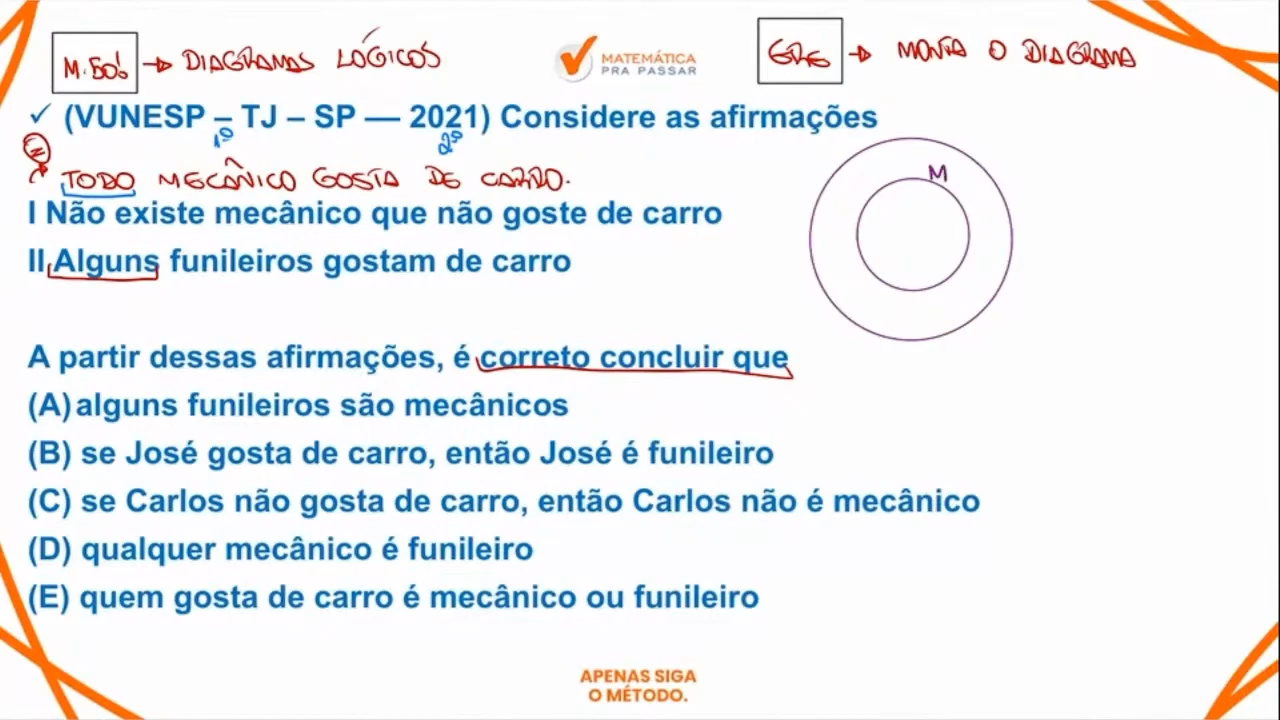 M. 50! → DIAGRAMAS LÓGICOS
MATEMÁTICA
PRA PASSAR
→ MONTA O DIAGRAMA
✓ (VUNESP – TJ – SP — 2021) Considere as afirmações
1º 2º
TODO MECÂNICO GOSTA DE CARRO.
M
I Não existe mecânico que não goste de carro
II Alguns funileiros gostam de carro
A partir dessas afirmações, é correto concluir que
(A) alguns funileiros são mecânicos
(B) se José gosta de carro, então José é funileiro
(C) se Carlos não gosta de carro, então Carlos não é mecânico
(D) qualquer mecânico é funileiro
(E) quem gosta de carro é mecânico ou funileiro
APENAS SIGA
O MÉTODO.